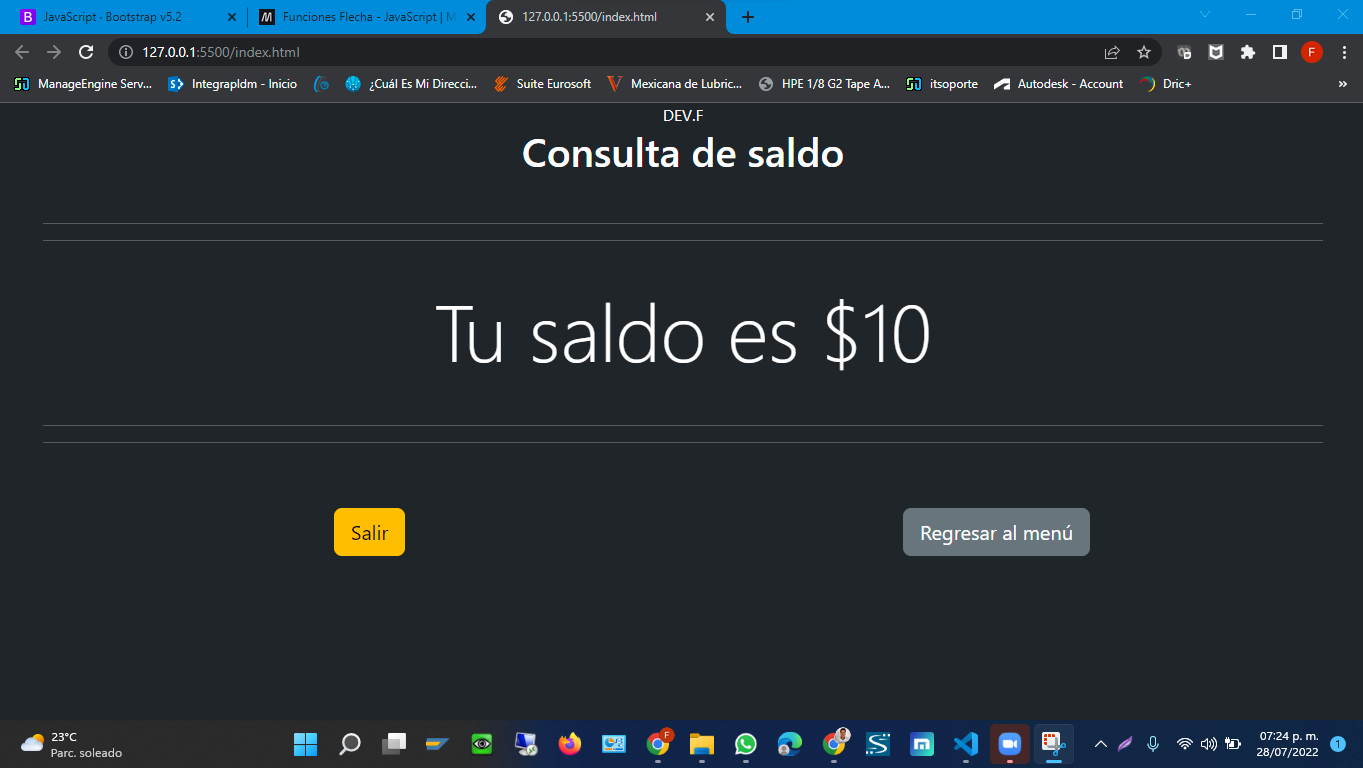 JavaScript · Bootstrap v5.2
Funciones Flecha - JavaScript | M
127.0.0.1:5500/index.html
127.0.0.1:5500/index.html
F
ManageEngine Serv...
Integrapldm - Inicio
¿Cuál Es Mi Direcci...
Suite Eurosoft
Mexicana de Lubric...
HPE 1/8 G2 Tape A...
itsoporte
Autodesk - Account
Dric+
»
DEV.F
Consulta de saldo
Tu saldo es $10
Salir
Regresar al menú
23°C
Parc. soleado
07:24 p. m.
28/07/2022
1